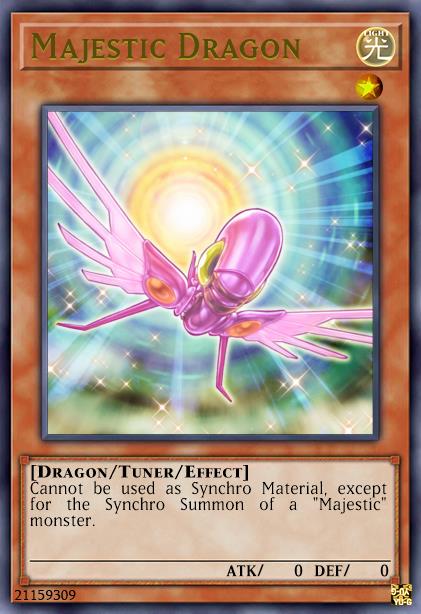 Majestic Dragon
LIGHT
光
[Dragon/Tuner/Effect]
Cannot be used as Synchro Material, except
for the Synchro Summon of a "Majestic"
monster.
ATK/ 0 DEF/ 0
21159309